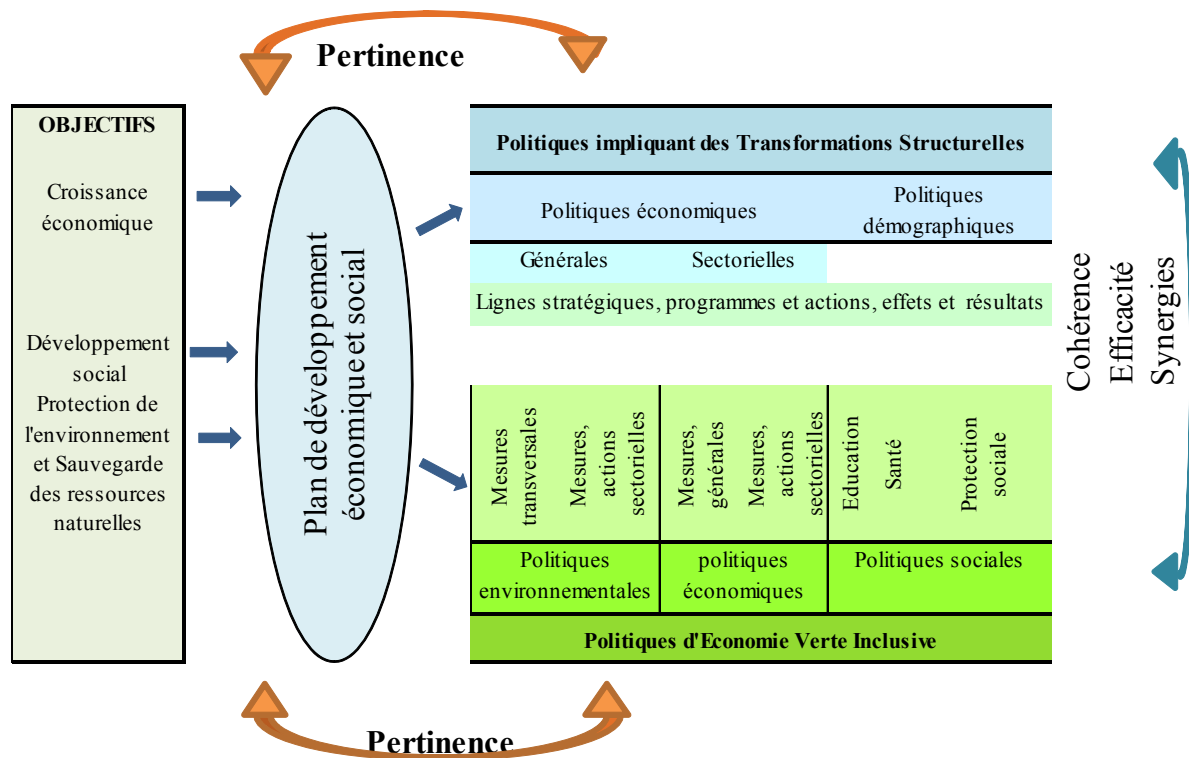 Pertinence
OBJECTIFS
Croissance
économique
Développement
social
Protection de
l'environnement
et Sauvegarde
des ressources
naturelles
Plan de développement
économique et social
Politiques impliquant des Transformations Structurelles
Politiques économiques
Politiques
démographiques
Générales
Sectorielles
Lignes stratégiques, programmes et actions, effets et résultats
Mesures
transversales
Mesures,
actions
sectorielles
Mesures,
générales
Mesures,
actions
sectorielles
Education
Santé
Protection
sociale
Politiques
environnementales
politiques
économiques
Politiques sociales
Politiques d'Economie Verte Inclusive
Cohérence
Efficacité
Synergies
Pertinence